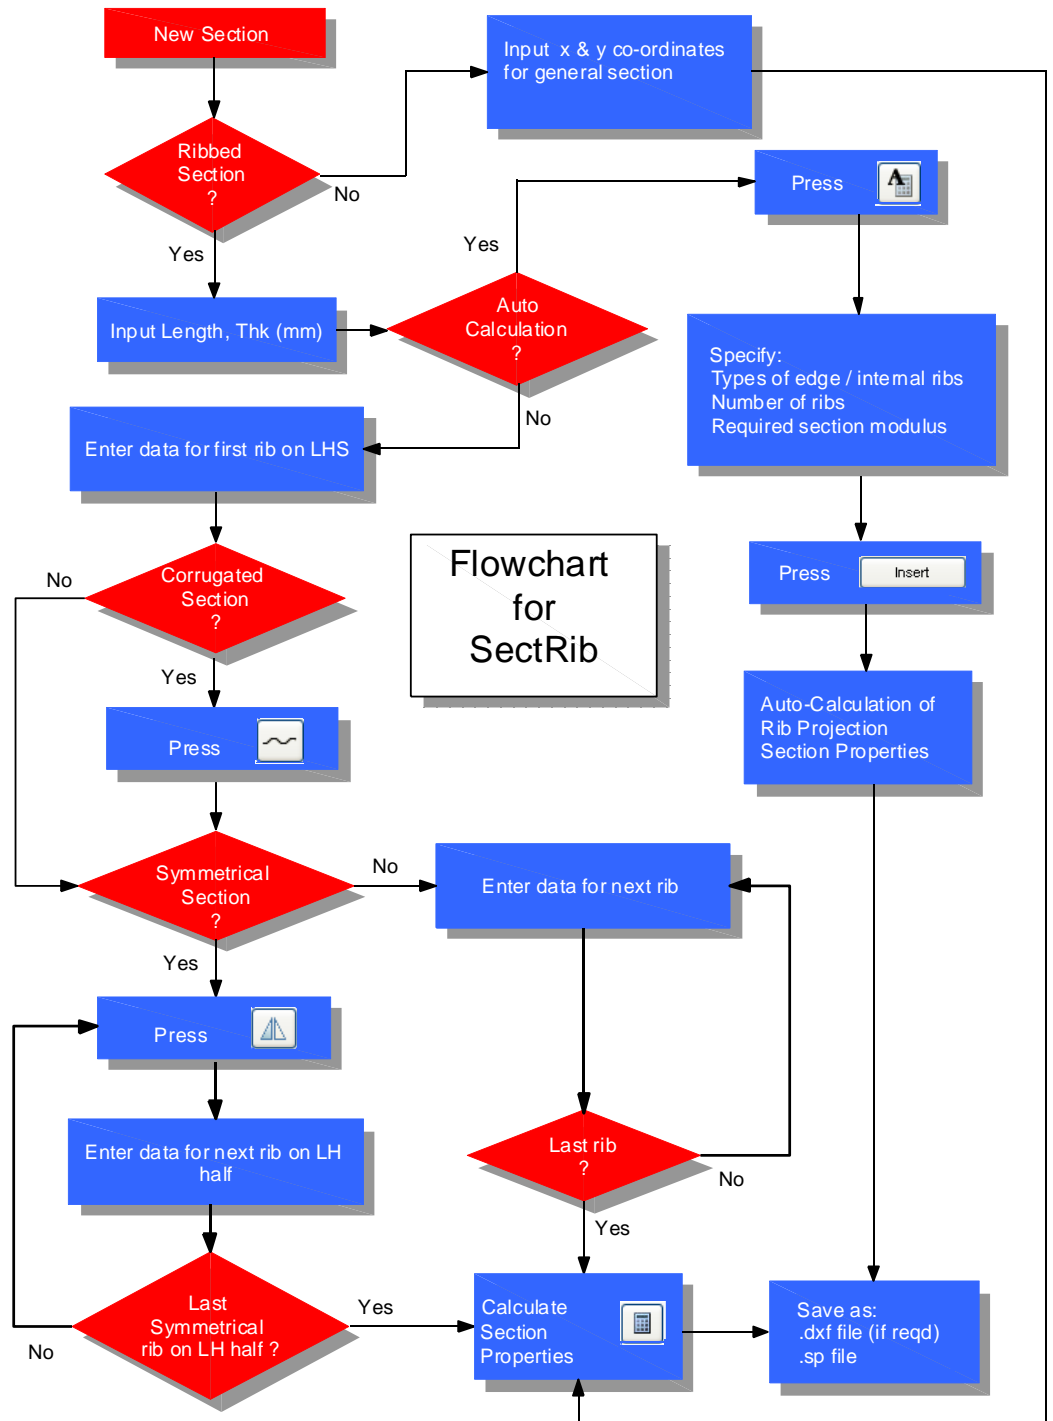 New Section
Input x & y co-ordinates
for general section
Ribbed
Section
?
No
Yes
Press
A
Yes
Input Length, Thk (mm)
Auto
Calculation
?
No
Specify:
Types of edge / internal ribs
Number of ribs
Required section modulus
Enter data for first rib on LHS
Flowchart
for
SectRib
Press
Insert
No
Corrugated
Section
?
Yes
Auto-Calculation of
Rib Projection
Section Properties
Press
Symmetrical
Section
?
No
Enter data for next rib
Yes
Press
Enter data for next rib on LH
half
Last rib
?
No
Yes
Last
Symmetrical
rib on LH half ?
Yes
No
Calculate
Section
Properties
Save as:
.dxf file (if reqd)
.sp file